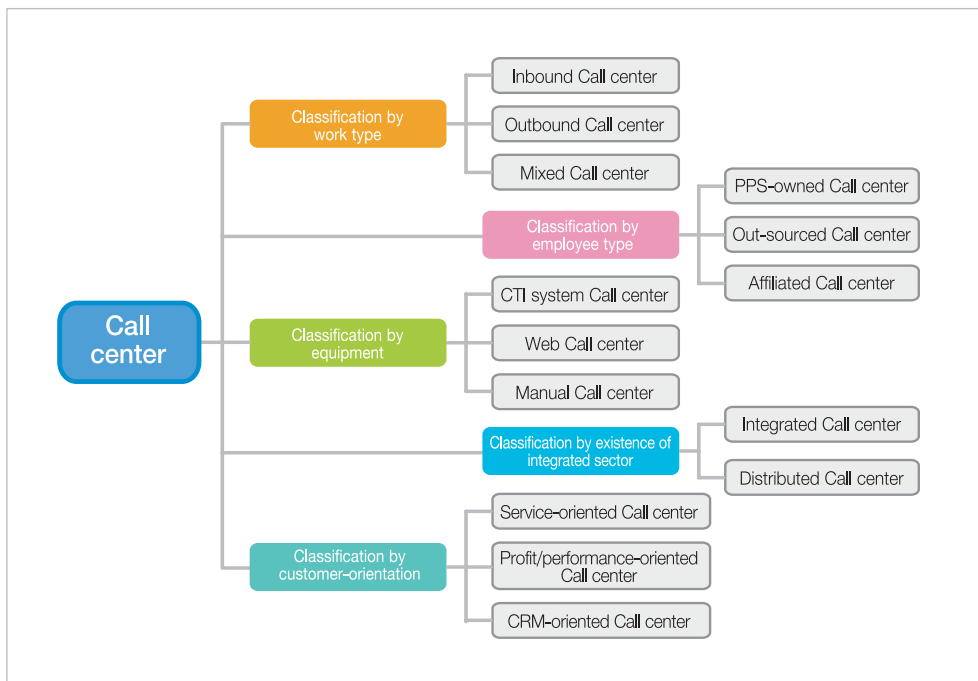 Call
center
Classification by
work type
Inbound Call center
Outbound Call center
Mixed Call center
Classification by
employee type
PPS-owned Call center
Out-sourced Call center
Affiliated Call center
Classification by
equipment
CTI system Call center
Web Call center
Manual Call center
Classification by existence of
integrated sector
Integrated Call center
Distributed Call center
Classification by
customer-orientation
Service-oriented Call center
Profit/performance-oriented
Call center
CRM-oriented Call center